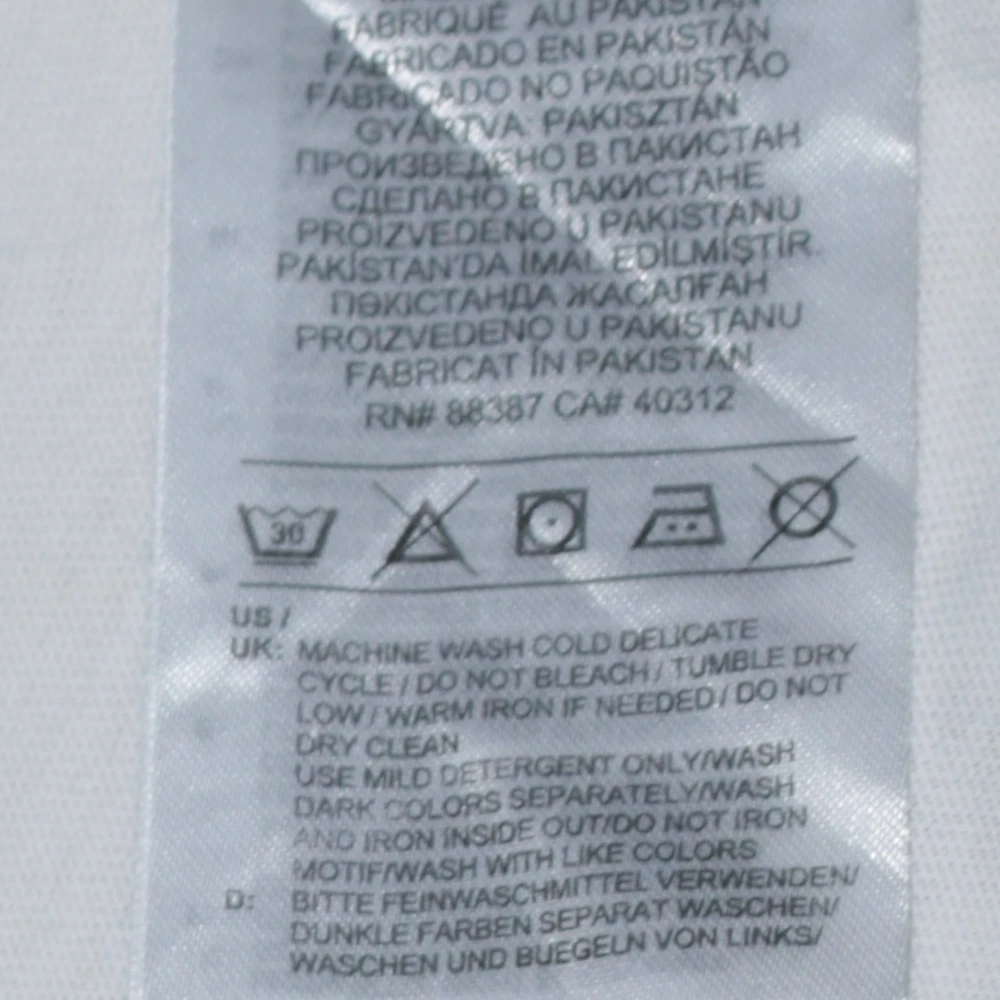 FABRIQUÉ AU PAKISTAN
FABRICADO EN PAKISTÁN
FABRICADO NO PAQUISTÃO
GYÁRTVA: PAKISZTÁN
ПРОИЗВЕДЕНО В ПАКИСТАН
СДЕЛАНО В ПАКИСТАНЕ
PROIZVEDENO U PAKISTANU
PAKİSTAN'DA İMAL EDİLMİŞTİR.
ПӘКІСТАНДА ЖАСАЛҒАН
PROIZVEDENO U PAKISTANU
FABRICAT ÎN PAKISTAN
RN# 88387 CA# 40312
30
US /
UK: MACHINE WASH COLD DELICATE
CYCLE / DO NOT BLEACH / TUMBLE DRY
LOW / WARM IRON IF NEEDED / DO NOT
DRY CLEAN
USE MILD DETERGENT ONLY/WASH
DARK COLORS SEPARATELY/WASH
AND IRON INSIDE OUT/DO NOT IRON
MOTIF/WASH WITH LIKE COLORS
D: BITTE FEINWASCHMITTEL VERWENDEN/
DUNKLE FARBEN SEPARAT WASCHEN/
WASCHEN UND BUEGELN VON LINKS/